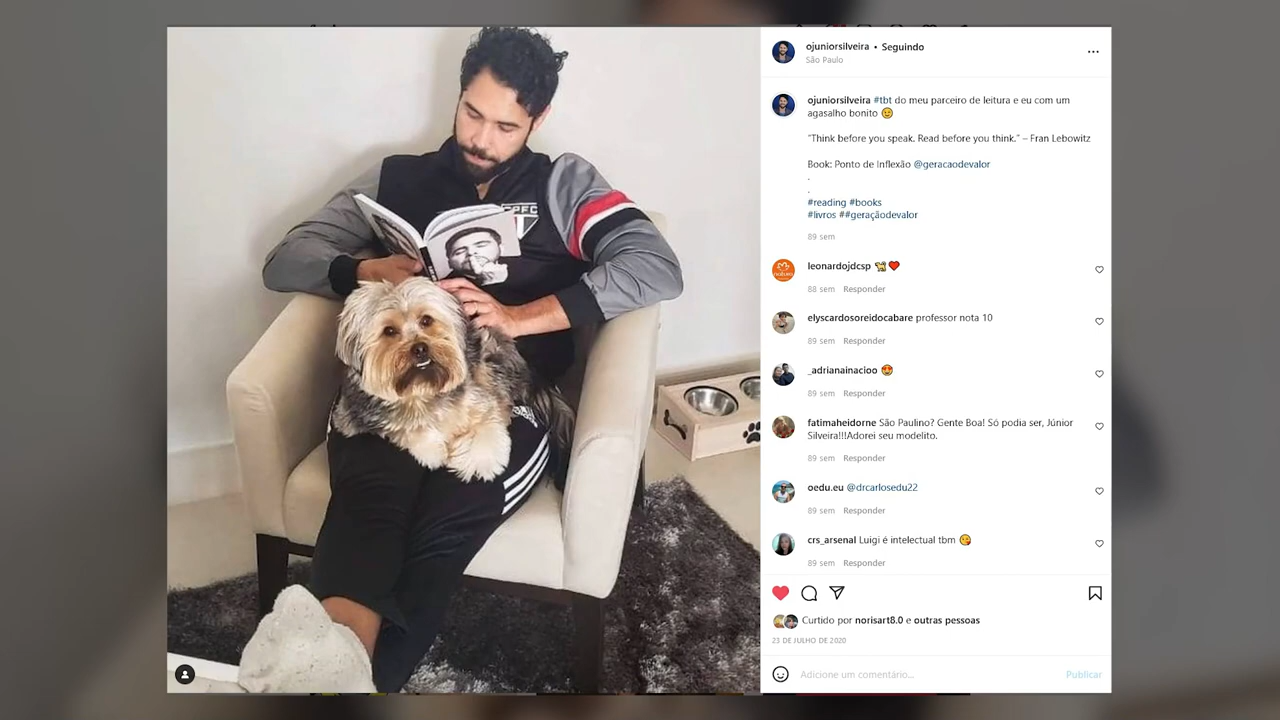 SPFC
ojuniorsilveira • Seguindo
São Paulo
ojuniorsilveira #tbt do meu parceiro de leitura e eu com um
agasalho bonito 😉
"Think before you speak. Read before you think." – Fran Lebowitz
Book: Ponto de Inflexão @geracaodevalor
.
.
#reading #books
#livros ##geraçãodevalor
89 sem
leonardojdcsp 🐕❤️
88 sem Responder
elyscardosoreidocabare professor nota 10
89 sem Responder
_adrianainacioo 😍
89 sem Responder
fatimaheidorne São Paulino? Gente Boa! Só podia ser, Júnior
Silveira!!!Adorei seu modelito.
89 sem Responder
oedu.eu @drcarlosedu22
89 sem Responder
crs_arsenal Luigi é intelectual tbm 😋
89 sem Responder
Curtido por norisart8.0 e outras pessoas
23 DE JULHO DE 2020
Adicione um comentário...
Publicar